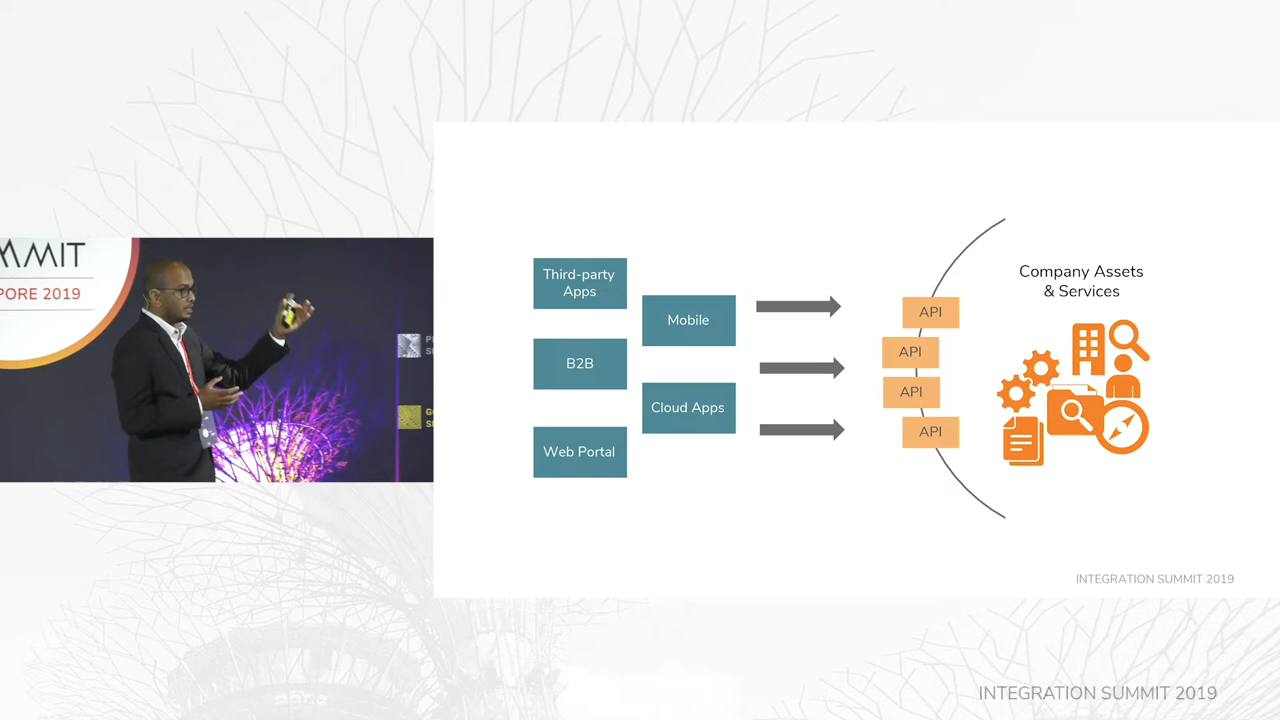 MMIT
PORE 2019
Third-party
Apps
Mobile
B2B
Cloud Apps
Web Portal
API
API
API
API
Company Assets
& Services
INTEGRATION SUMMIT 2019
INTEGRATION SUMMIT 2019